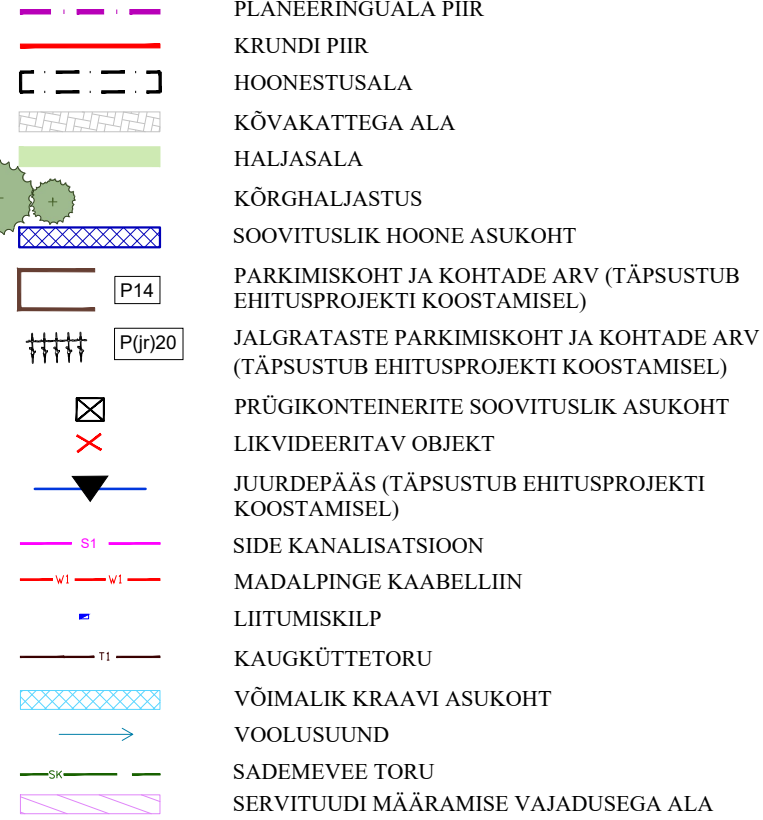 PLANEERINGUALA PIIR
KRUNDI PIIR
HOONESTUSALA
KÕVAKATTEGA ALA
HALJASALA
KÕRGHALJASTUS
SOOVITUSLIK HOONE ASUKOHT
P14 PARKIMISKOHT JA KOHTADE ARV (TÄPSUSTUB
EHITUSPROJEKTI KOOSTAMISEL)
P(jr)20 JALGRATASTE PARKIMISKOHT JA KOHTADE ARV
(TÄPSUSTUB EHITUSPROJEKTI KOOSTAMISEL)
PRÜGIKONTEINERITE SOOVITUSLIK ASUKOHT
LIKVIDEERITAV OBJEKT
JUURDEPÄÄS (TÄPSUSTUB EHITUSPROJEKTI
KOOSTAMISEL)
S1 SIDE KANALISATSIOON
W1 W1 MADALPINGE KAABELLIIN
LIITUMISKILP
T1 KAUGKÜTTETORU
VÕIMALIK KRAAVI ASUKOHT
VOOLUSUUND
SK SADEMEVEE TORU
SERVITUUDI MÄÄRAMISE VAJADUSEGA ALA